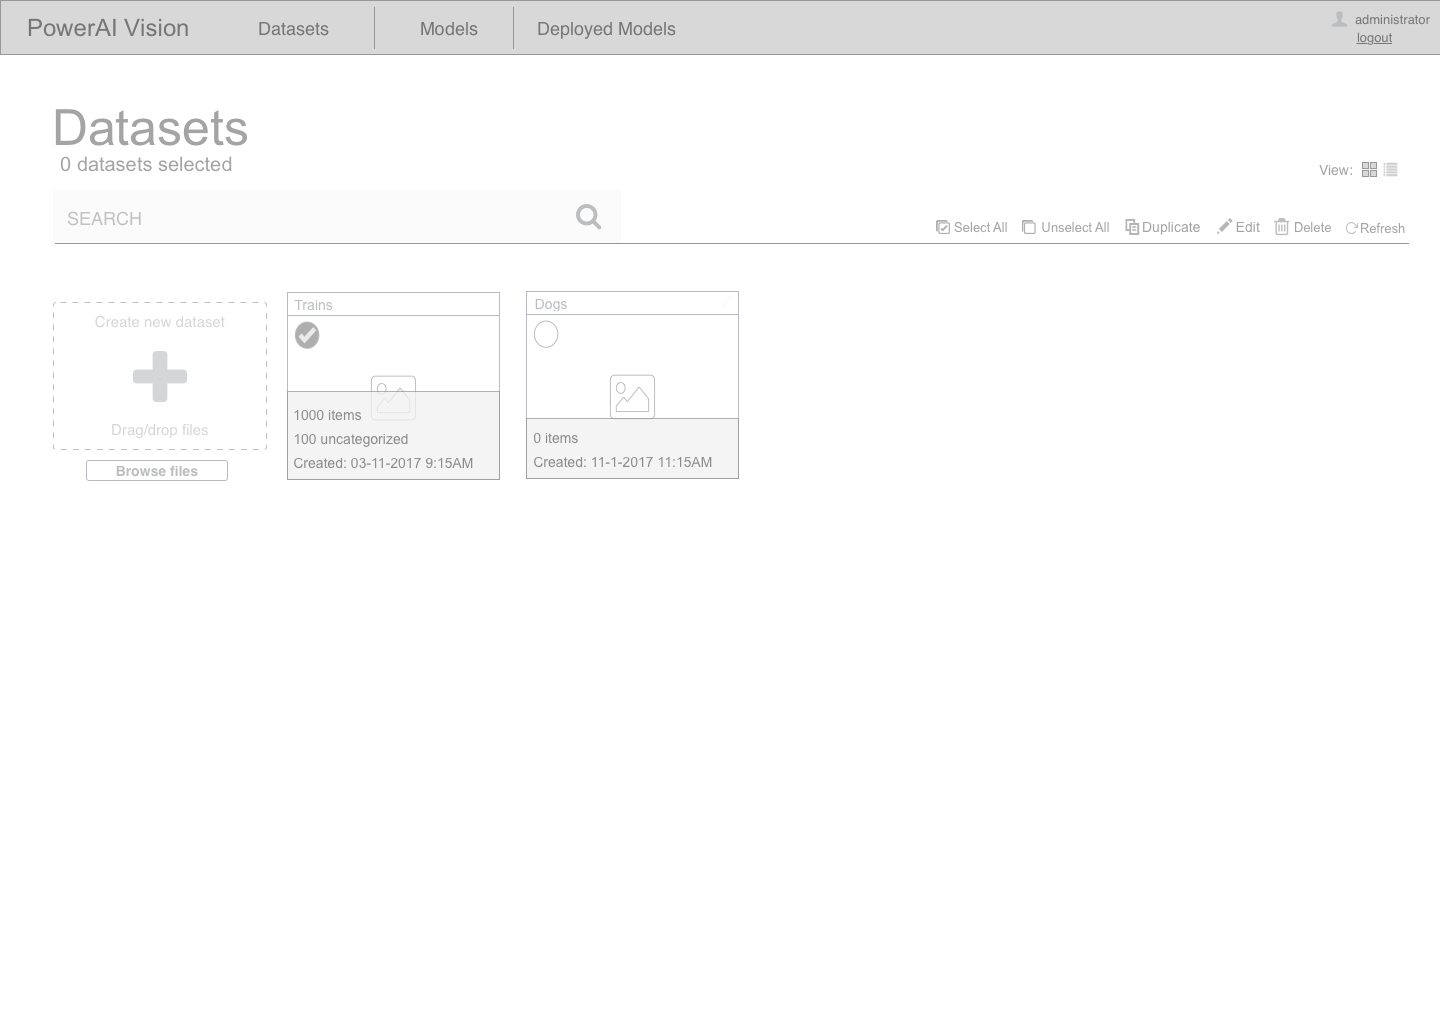 PowerAI Vision
Datasets
Models
Deployed Models
administrator
logout
Datasets
0 datasets selected
View:
SEARCH
Select All
Unselect All
Duplicate
Edit
Delete
Refresh
Create new dataset
Drag/drop files
Browse files
Trains
1000 items
100 uncategorized
Created: 03-11-2017 9:15AM
Dogs
0 items
Created: 11-1-2017 11:15AM